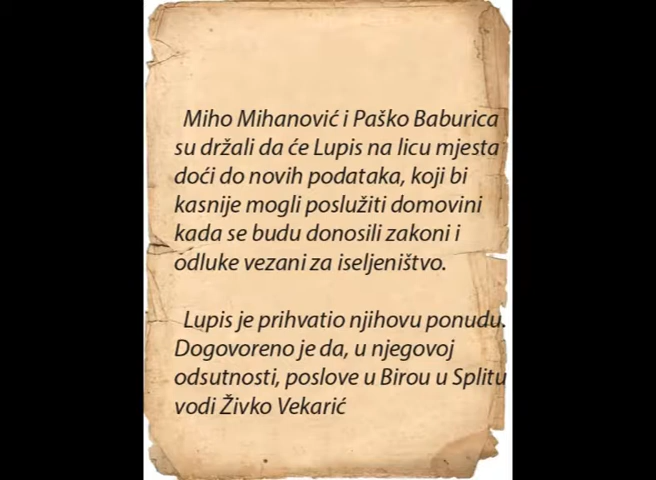 Miho Mihanović i Paško Baburica
su držali da će Lupis na licu mjesta
doći do novih podataka, koji bi
kasnije mogli poslužiti domovini
kada se budu donosili zakoni i
odluke vezani za iseljeništvo.
Lupis je prihvatio njihovu ponudu.
Dogovoreno je da, u njegovoj
odsutnosti, poslove u Birou u Splitu
vodi Živko Vekarić